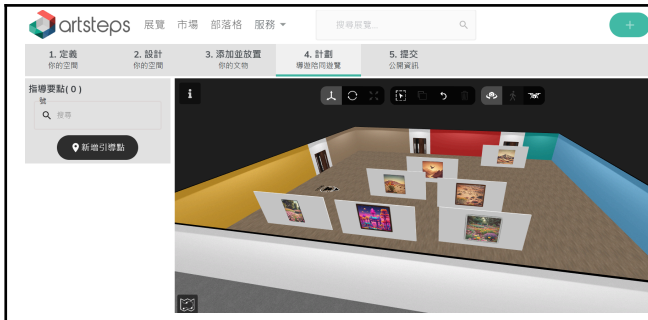 artsteps 展覽 市場 部落格 服務 搜尋展覽...
1. 定義
你的空間
2. 設計
你的空間
3. 添加並放置
你的文物
4. 計劃
導遊陪同遊覽
5. 提交
公開資訊
指導要點( 0 )
號
搜尋
新增引導點